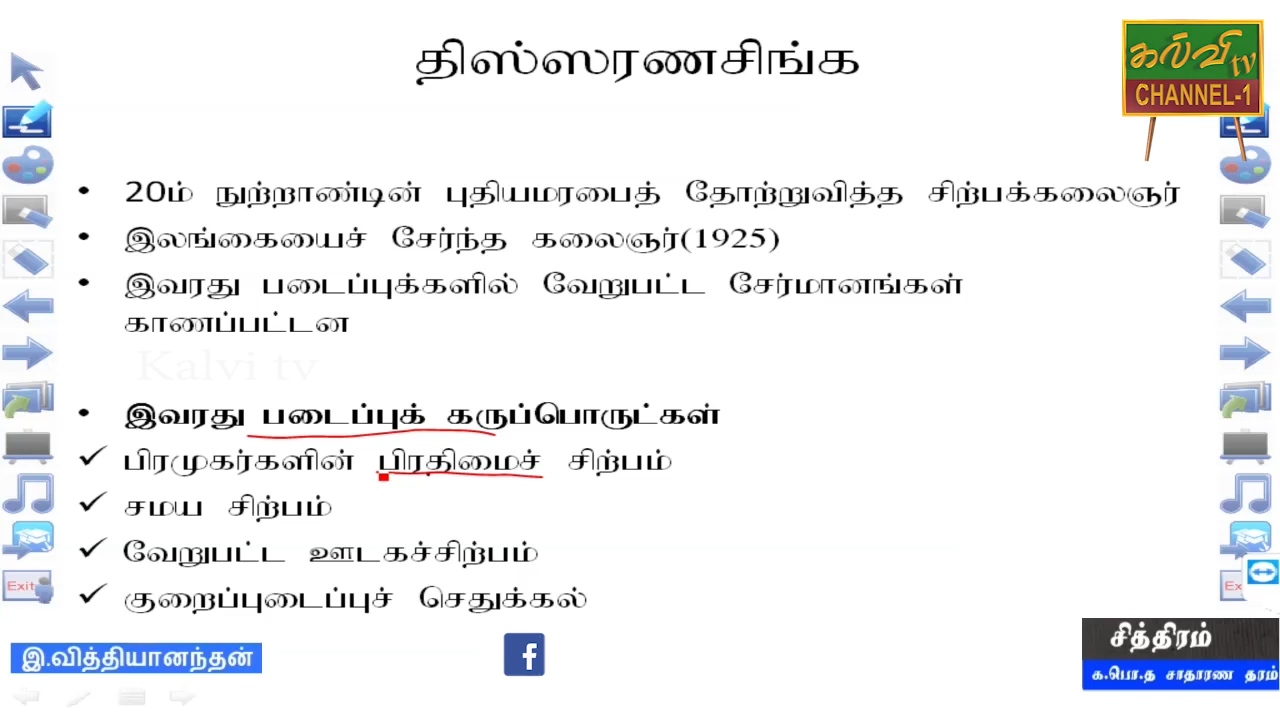 திஸ்ஸரணசிங்க
கல்வி tv
CHANNEL-1
• 20ம் நுற்றாண்டின் புதியமரபைத் தோற்றுவித்த சிற்பக்கலைஞர்
• இலங்கையைச் சேர்ந்த கலைஞர்(1925)
• இவரது படைப்புக்களில் வேறுபட்ட சேர்மானங்கள்
காணப்பட்டன
Kalvi tv
• இவரது படைப்புக் கருப்பொருட்கள்
✓ பிரமுகர்களின் பிரதிமைச் சிற்பம்
✓ சமய சிற்பம்
✓ வேறுபட்ட ஊடகச்சிற்பம்
✓ குறைப்புடைப்புச் செதுக்கல்
Exit
Ex
இ.வித்தியானந்தன்
f
சித்திரம்
க.பொ.த சாதாரண தரம்